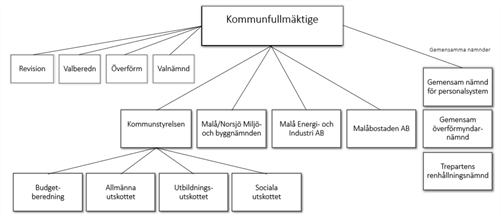 Kommunfullmäktige
Gemensamma nämnder
Revision
Valberedn
Överförm
Valnämnd
Gemensam nämnd
för personalsystem
Kommunstyrelsen
Malå/Norsjö Miljö-
och byggnämnden
Malå Energi- och
Industri AB
Malåbostaden AB
Gemensam
överförmyndar-
nämnd
Trepartens
renhållningsnämnd
Budget-
beredning
Allmänna
utskottet
Utbildnings-
utskottet
Sociala
utskottet